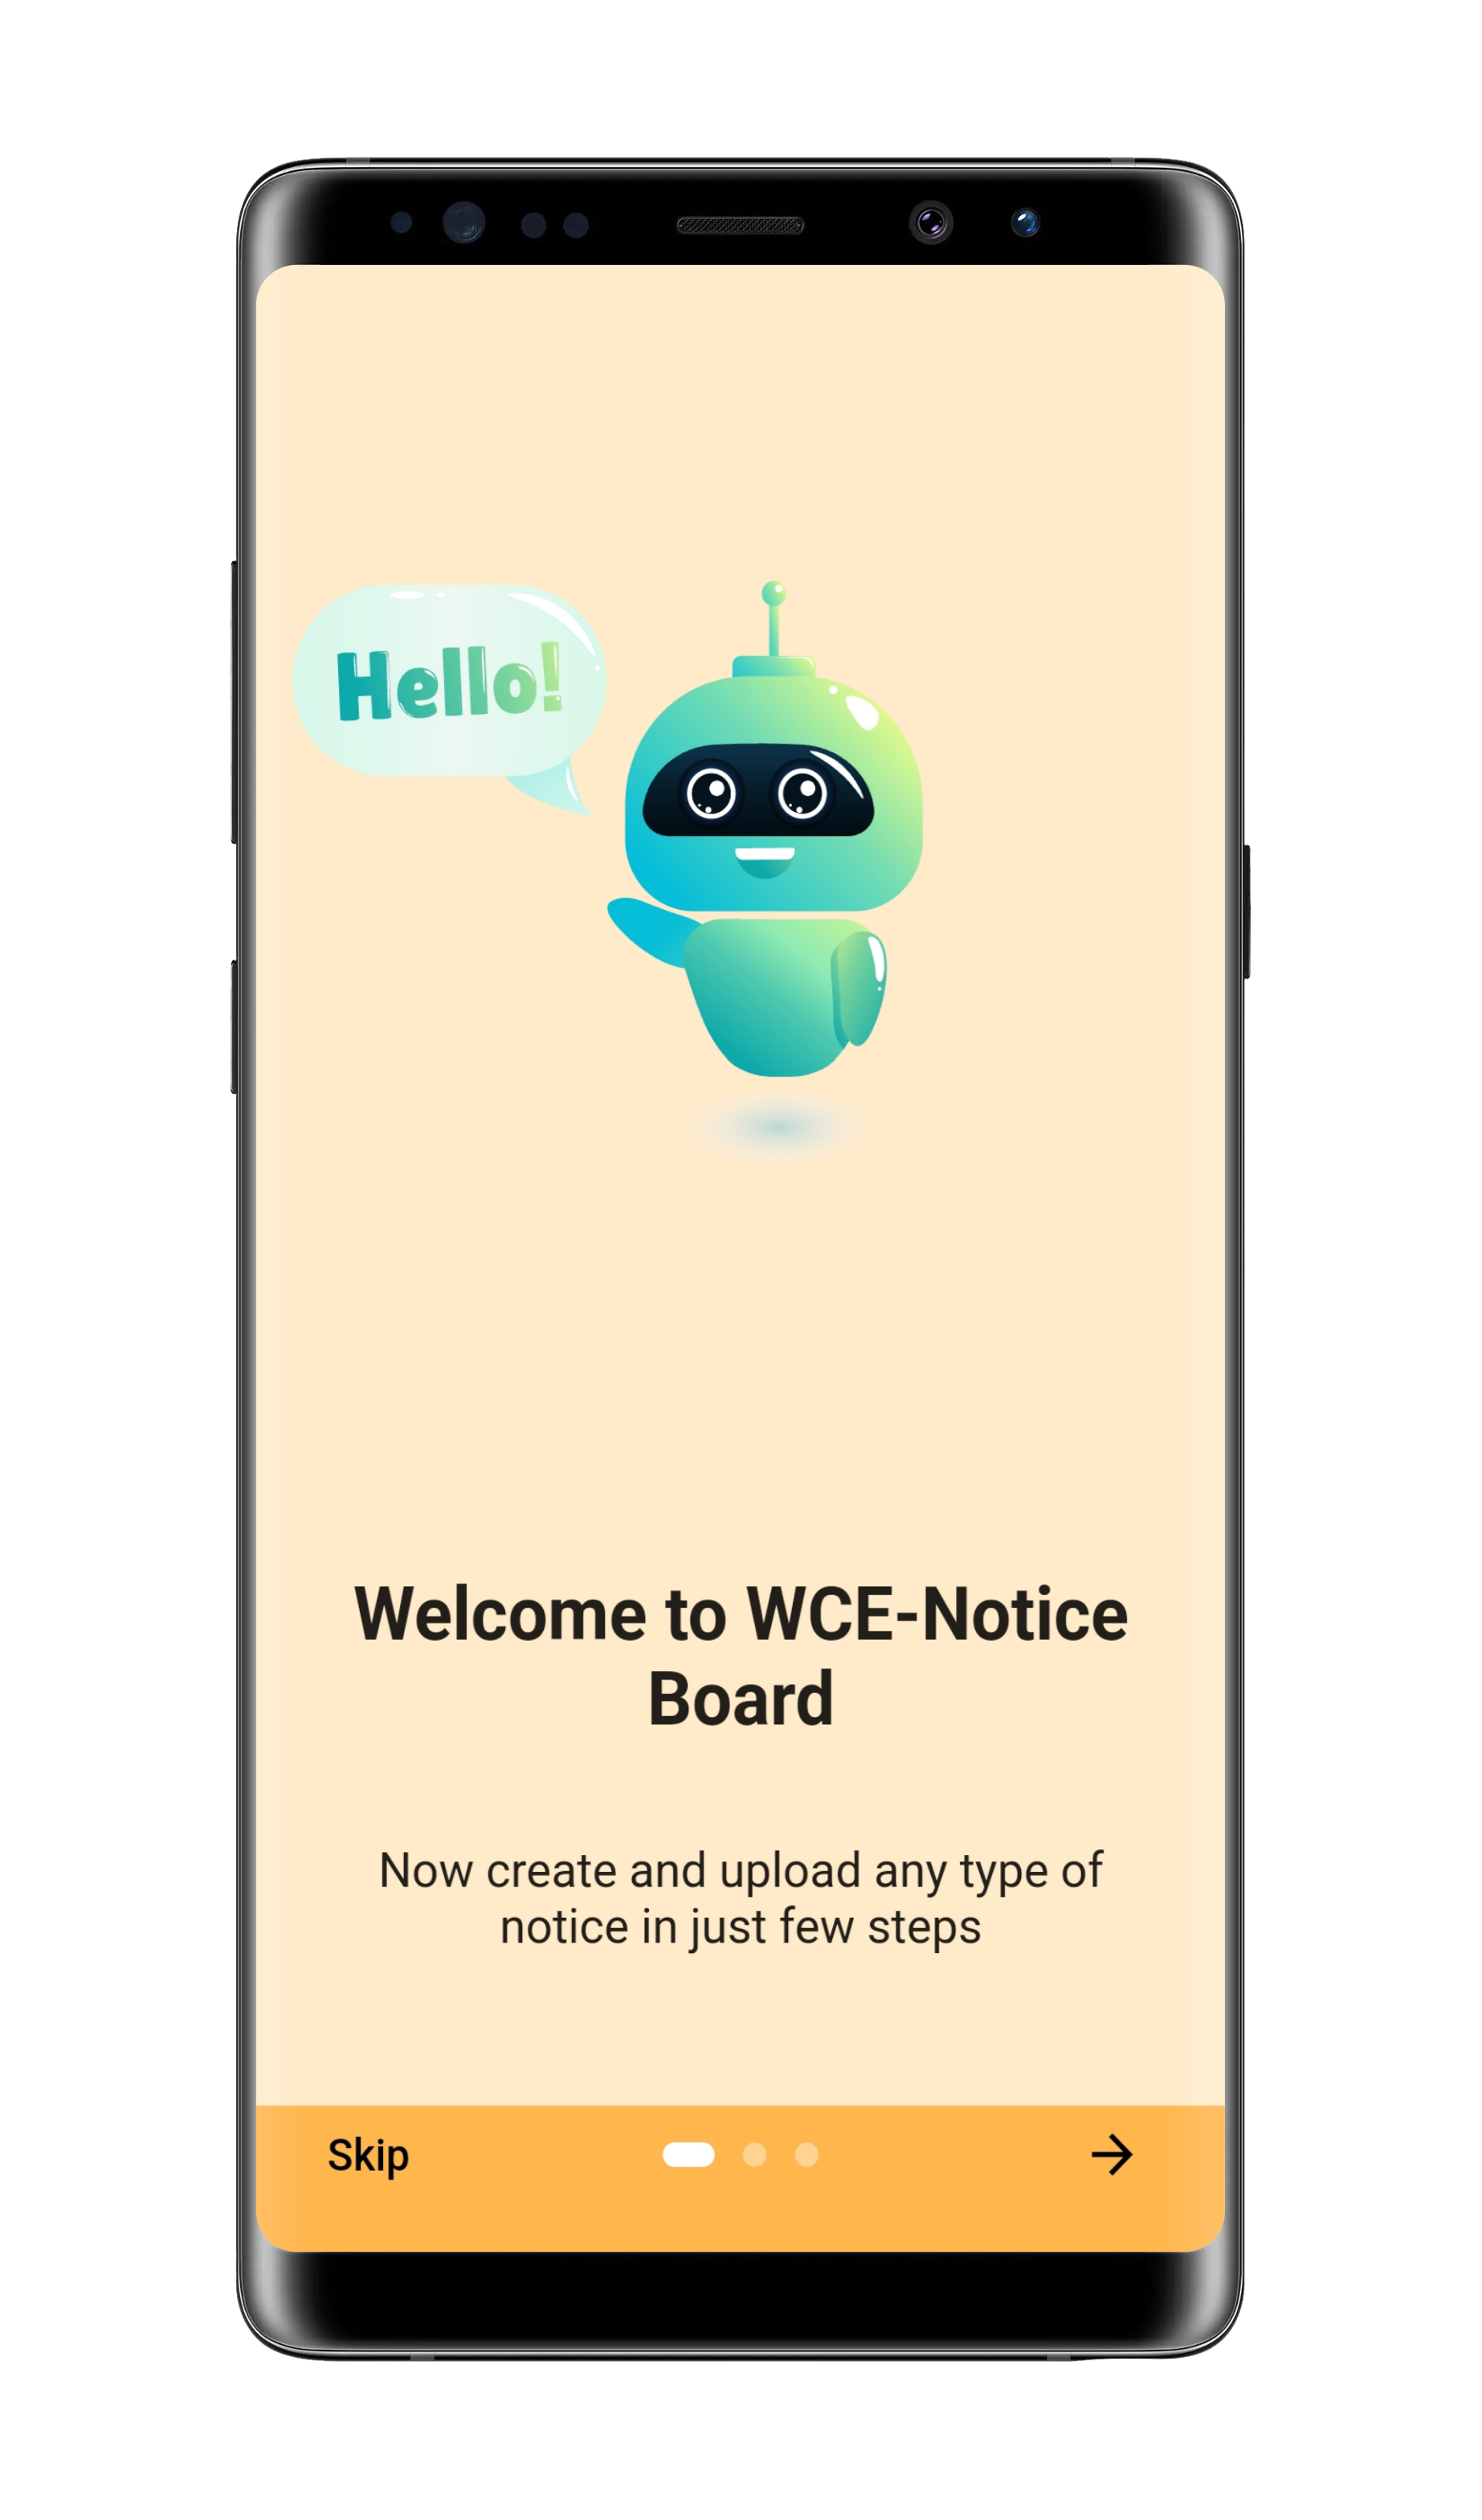 Hello!
Welcome to WCE-Notice
Board
Now create and upload any type of
notice in just few steps
Skip